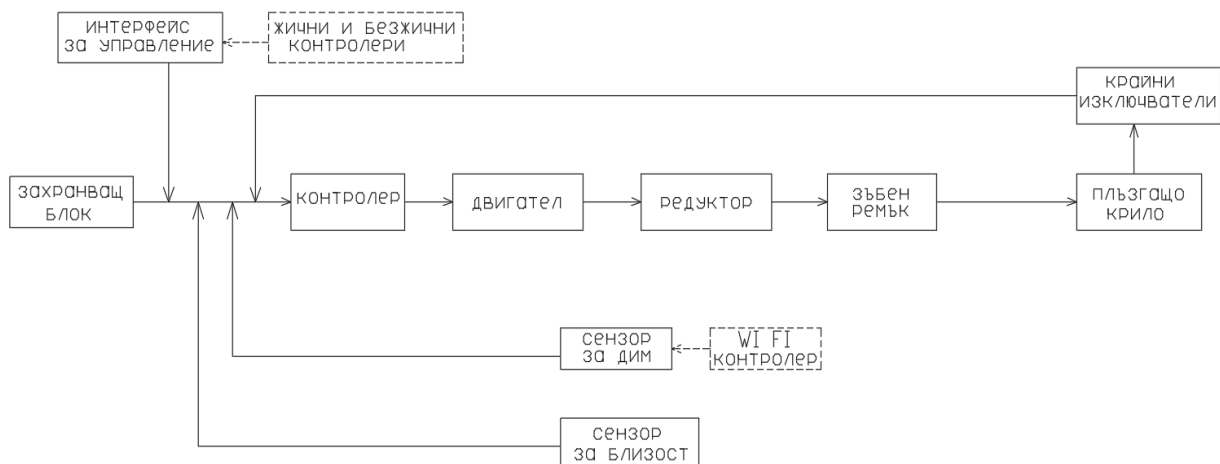 ИНТЕРФЕЙС
ЗА УПРАВЛЕНИЕ
ЖИЧНИ И БЕЗЖИЧНИ
КОНТРОЛЕРИ
КРАЙНИ
ИЗКЛЮЧВАТЕЛИ
ЗАХРАНВАЩ
БЛОК
КОНТРОЛЕР
ДВИГАТЕЛ
РЕДУКТОР
ЗЪБЕН
РЕМЪК
ПЛЪЗГАЩО
КРИЛО
СЕНЗОР
ЗА ДИМ
WI FI
КОНТРОЛЕР
СЕНЗОР
ЗА БЛИЗОСТ